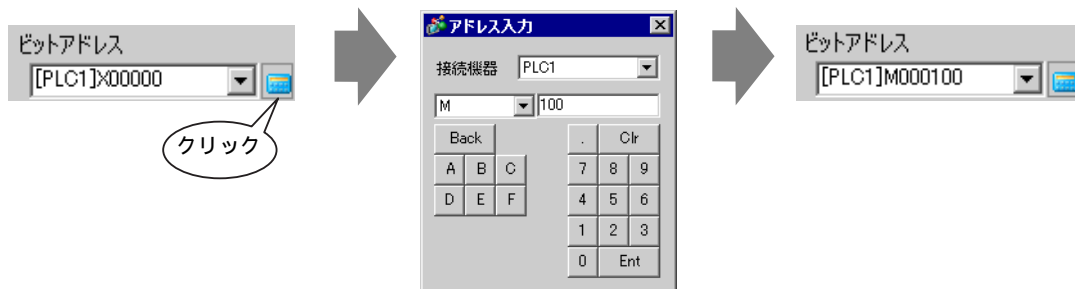 ビットアドレス
[PLC1]X00000
クリック
アドレス入力
接続機器 PLC1
M 100
Back . Clr
A B C 7 8 9
D E F 4 5 6
1 2 3
0 Ent
ビットアドレス
[PLC1]M000100